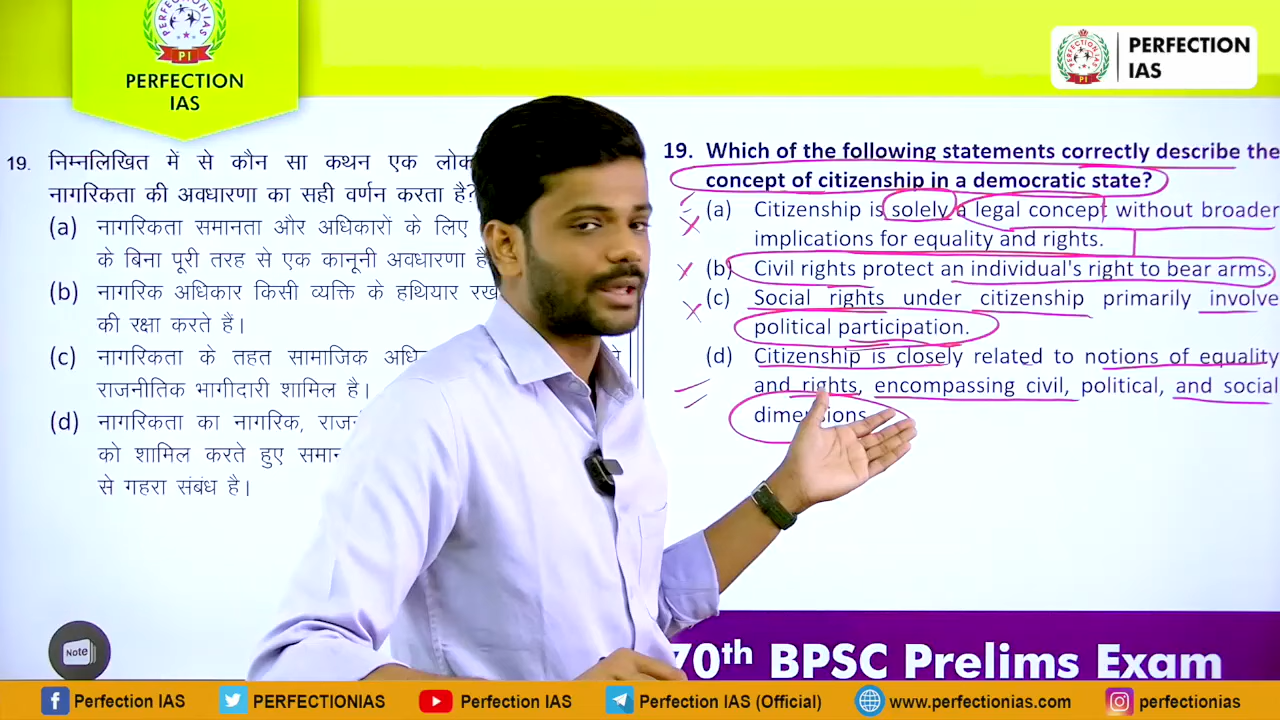 PERFECTION IAS
PI
PERFECTION
IAS
PERFECTION
IAS
PI
19. निम्नलिखित में से कौन सा कथन एक
नागरिकता की अवधारणा का सही वर्णन करता है?
(a) नागरिकता समानता और अधिकारों के लिए
के बिना पूरी तरह से एक कानूनी अवधारणा है
(b) नागरिक अधिकार किसी व्यक्ति के हथियार
की रक्षा करते हैं।
(c) नागरिकता के तहत सामाजिक
राजनीतिक भागीदारी शामिल है।
(d) नागरिकता का नागरिक,
को शामिल करते हुए
से गहरा संबंध है।
19. Which of the following statements correctly describe the
concept of citizenship in a democratic state?
(a) Citizenship is solely a legal concept without broader
implications for equality and rights.
(b) Civil rights protect an individual's right to bear arms.
(c) Social rights under citizenship primarily involve
political participation.
(d) Citizenship is closely related to notions of equality
and rights, encompassing civil, political, and social
dimensions
Note
70th BPSC Prelims Exam
Perfection IAS
PERFECTIONIAS
Perfection IAS
Perfection IAS (Official)
www.perfectionias.com
perfectionias